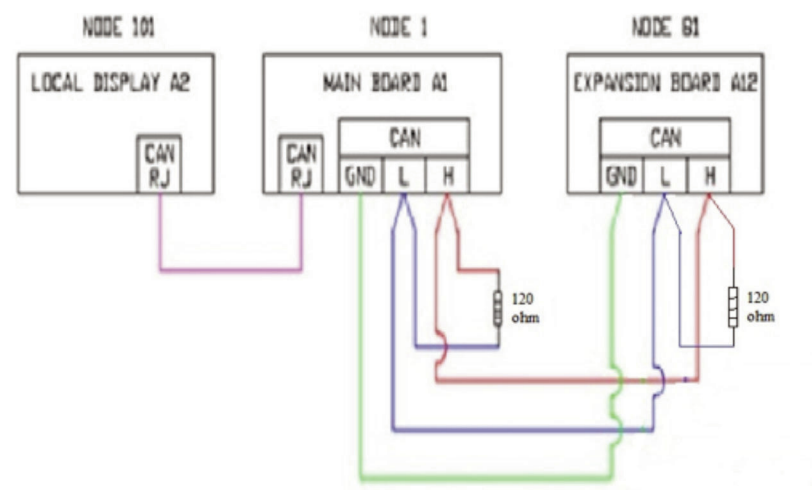 NODE 101
NODE 1
NODE 61
LOCAL DISPLAY A2
MAIN BOARD A1
EXPANSION BOARD A12
CAN
RJ
CAN
RJ
CAN
GND L H
CAN
GND L H
120
ohm
120
ohm